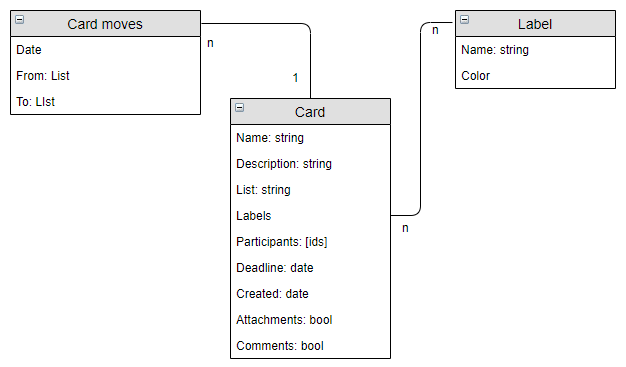 Card moves
Date
From: List
To: LIst
n
1
Card
Name: string
Description: string
List: string
Labels
Participants: [ids]
Deadline: date
Created: date
Attachments: bool
Comments: bool
n
n
Label
Name: string
Color